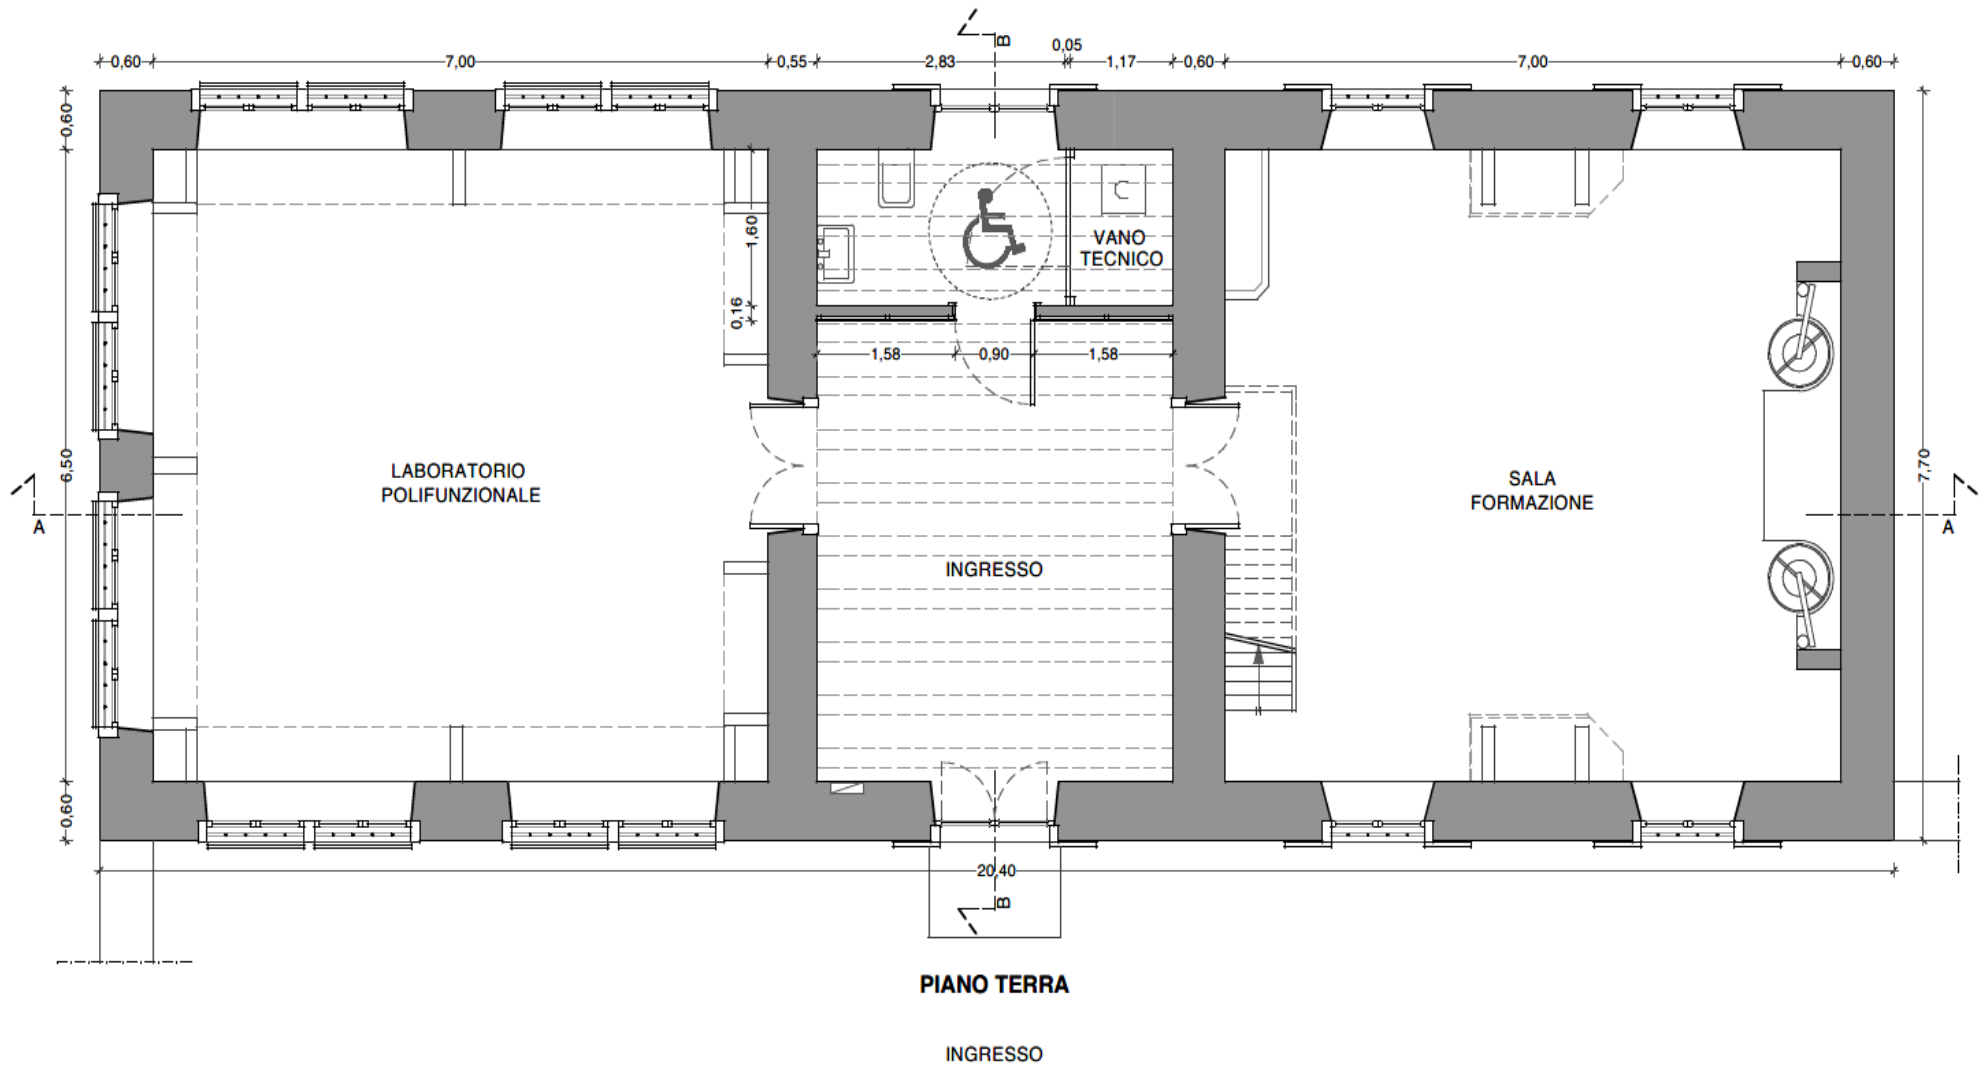 B
0,05
0,60
7,00
0,55
2,83
1,17
0,60
7,00
0,60
0,60
1,60
VANO
TECNICO
0,16
1,58
0,90
1,58
6,50
7,70
LABORATORIO
POLIFUNZIONALE
SALA
FORMAZIONE
A
A
INGRESSO
0,60
20,40
B
PIANO TERRA
INGRESSO